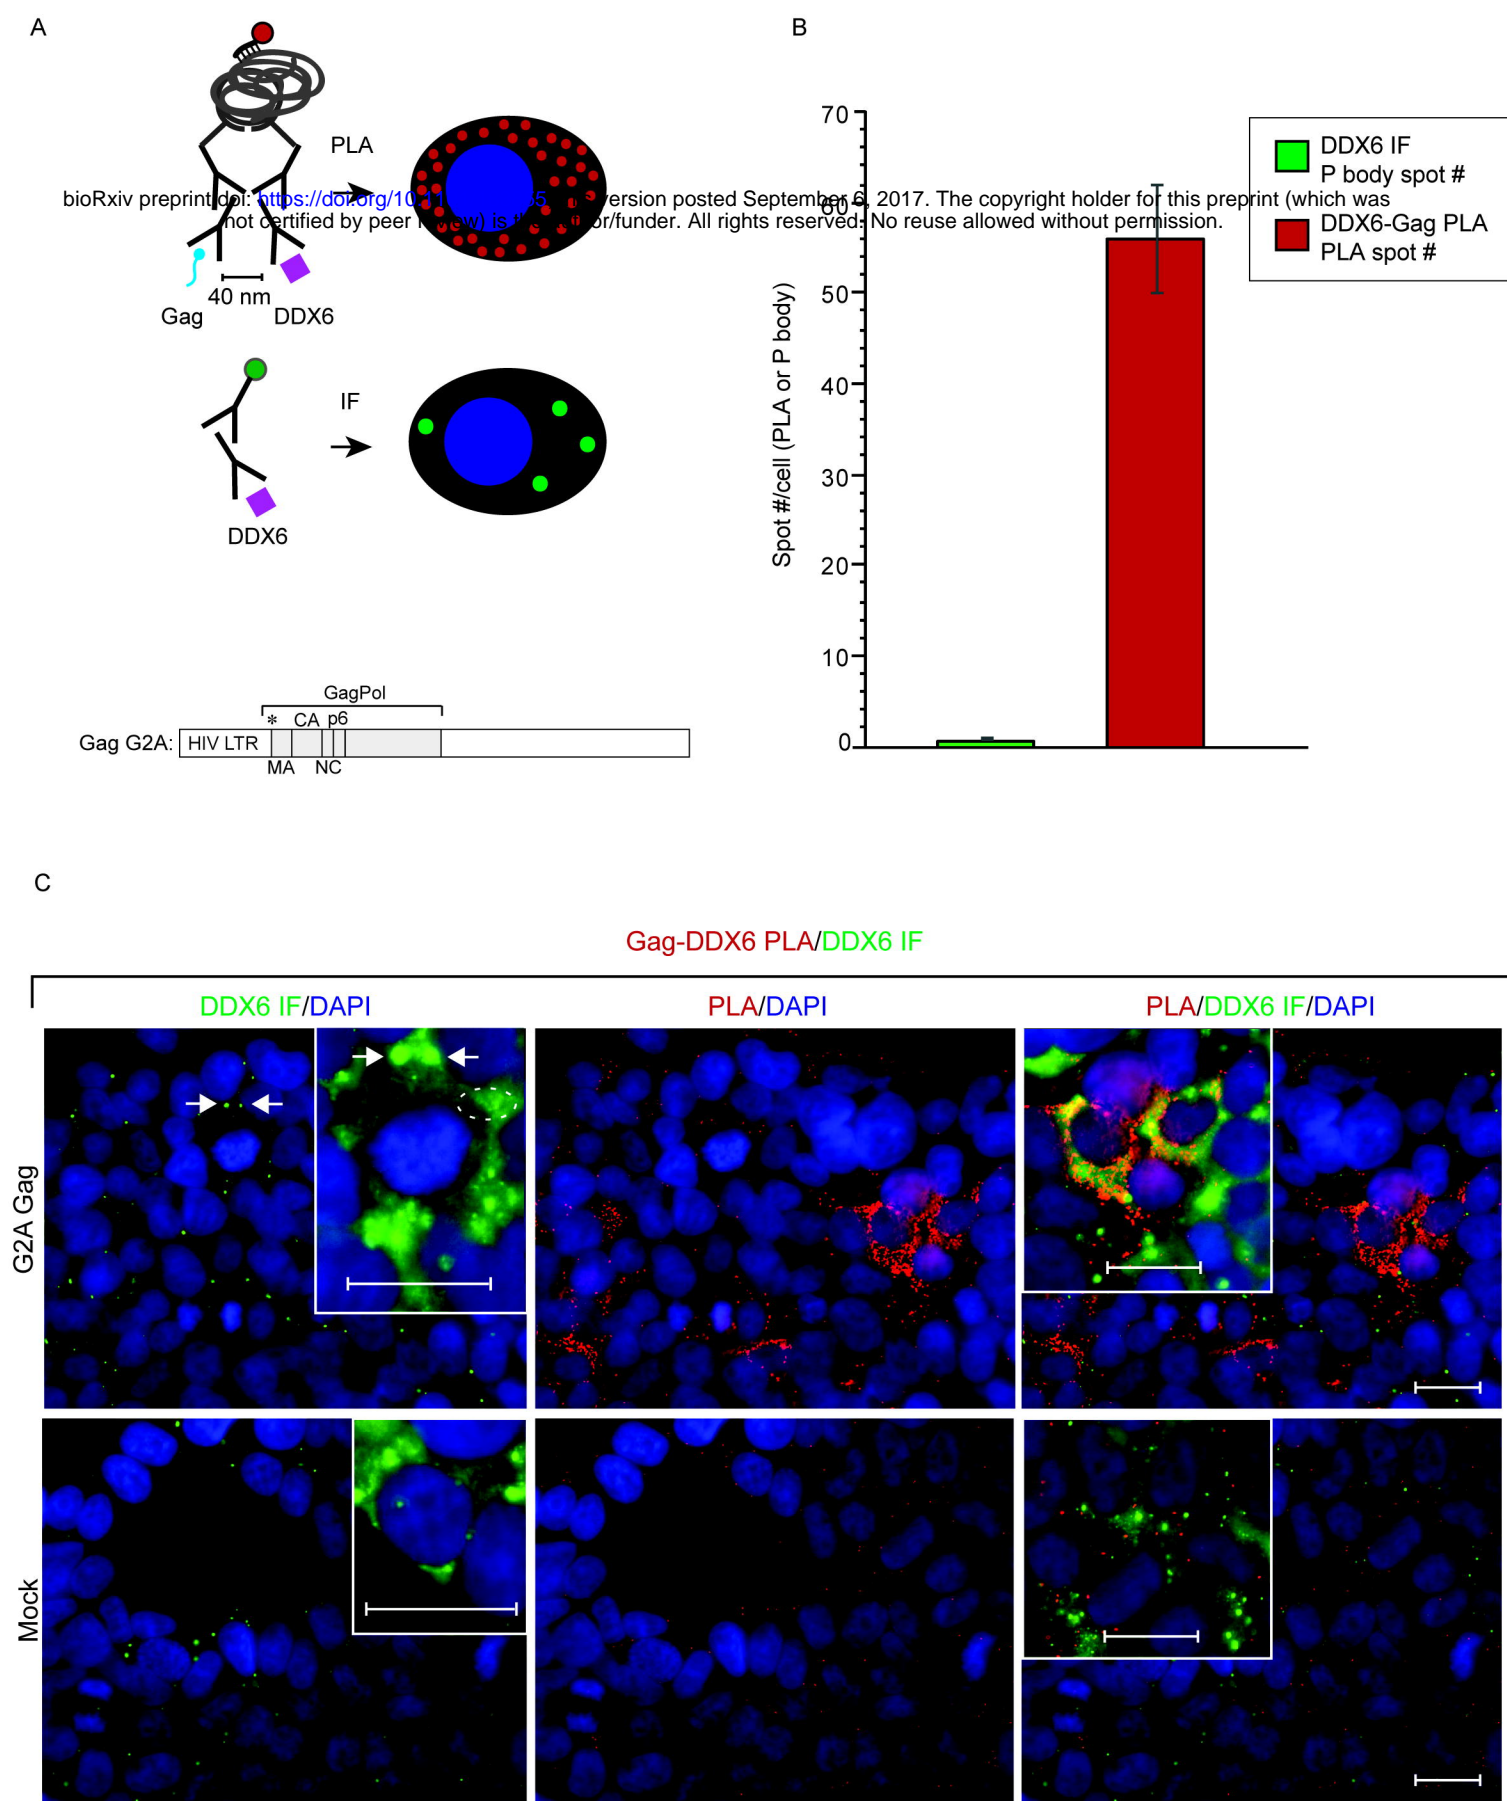 A
B
PLA
bioRxiv preprint doi: https://doi.org/10.11 version posted September 6, 2017. The copyright holder for this preprint (which was
not certified by peer is the /funder. All rights reserved. No reuse allowed without permission.
40 nm
Gag
DDX6
IF
DDX6
GagPol
* CA p6
Gag G2A: HIV LTR
MA NC
70
60
50
40
30
20
10
0
Spot #/cell (PLA or P body)
DDX6 IF
P body spot #
DDX6-Gag PLA
PLA spot #
C
Gag-DDX6 PLA/DDX6 IF
DDX6 IF/DAPI
PLA/DAPI
PLA/DDX6 IF/DAPI
G2A Gag
Mock